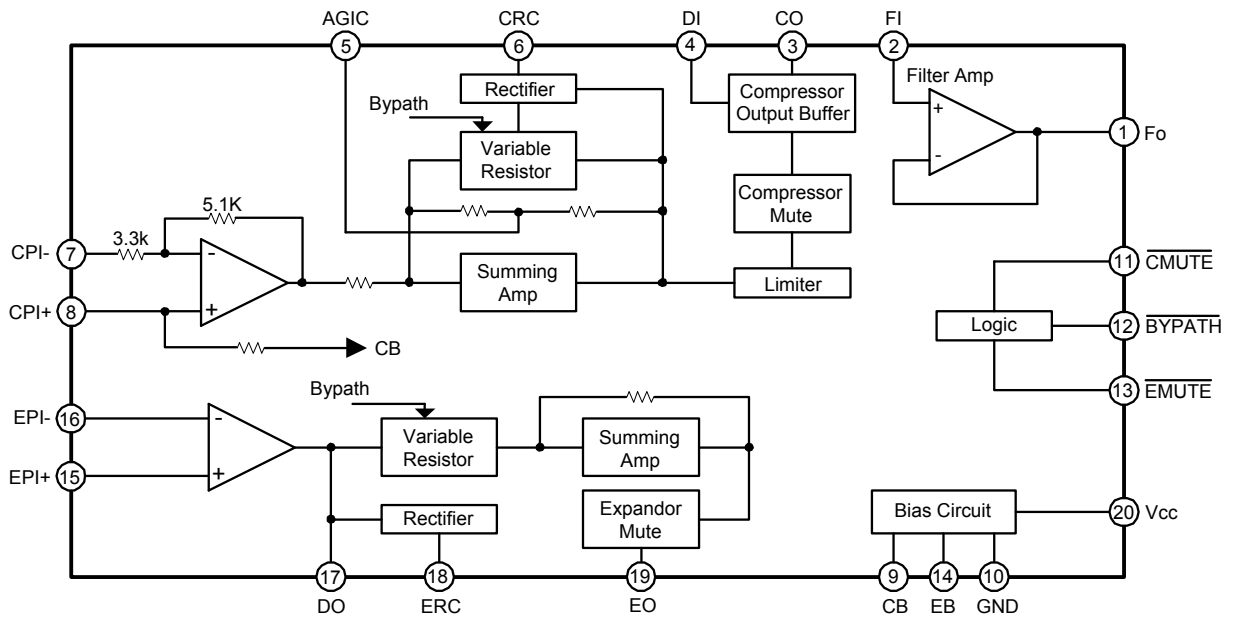 AGIC
CRC
DI
CO
FI
5
6
4
3
2
Rectifier
Bypath
Variable
Resistor
Compressor
Output Buffer
Compressor
Mute
Limiter
Filter Amp
+
-
1
Fo
5.1K
3.3k
CPI-
7
-
CPI+
8
+
CB
Summing
Amp
11
CMUTE
Logic
12
BYPATH
13
EMUTE
EPI-
16
-
EPI+
15
+
Bypath
Variable
Resistor
Summing
Amp
Rectifier
Expandor
Mute
Bias Circuit
20
Vcc
17
18
19
9
14
10
DO
ERC
EO
CB
EB
GND